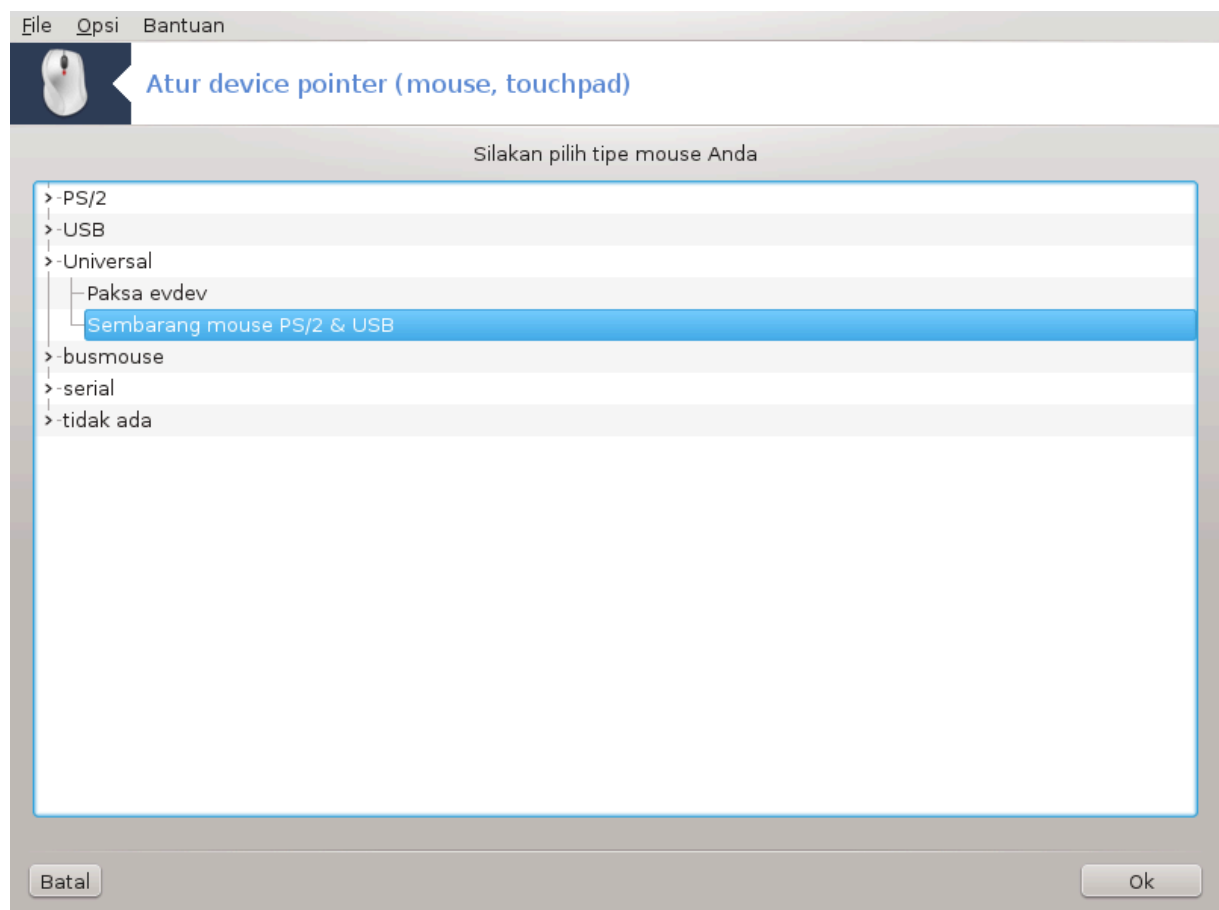 File Opsi Bantuan
Atur device pointer (mouse, touchpad)
Silakan pilih tipe mouse Anda
PS/2
USB
Universal
Paksa evdev
Sembarang mouse PS/2 & USB
busmouse
serial
tidak ada
Batal Ok